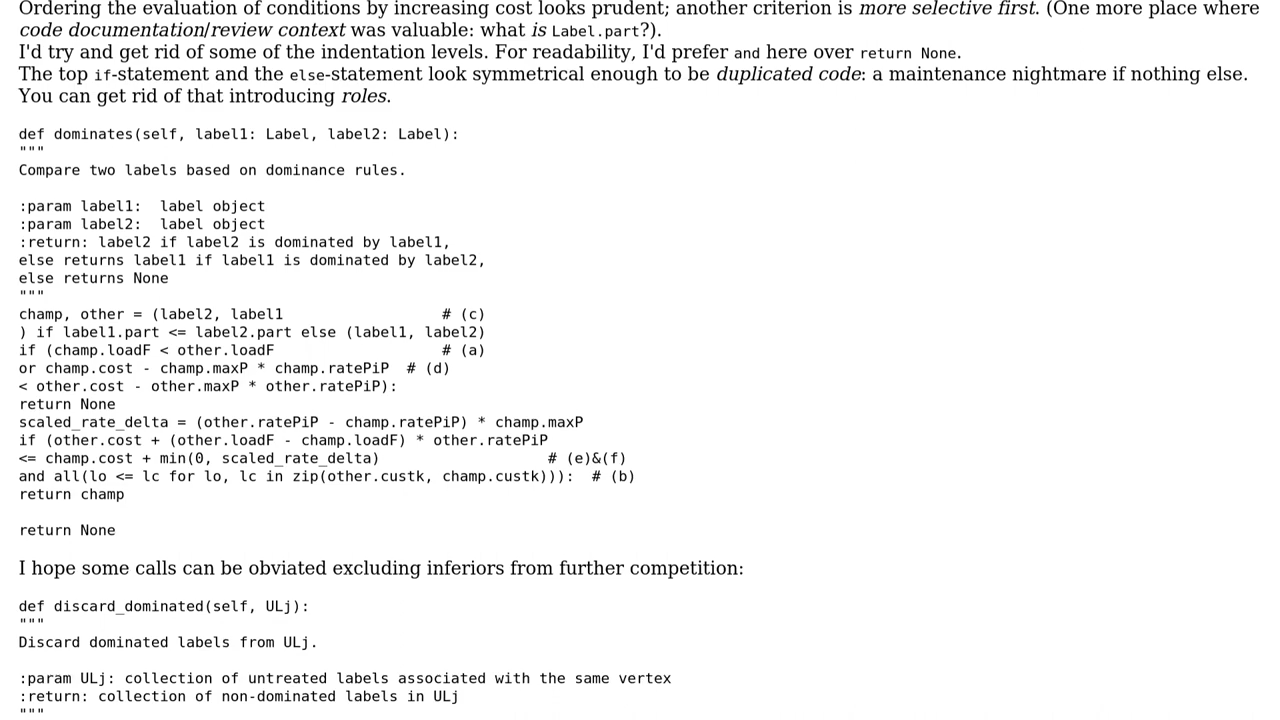 Ordering the evaluation of conditions by increasing cost looks prudent; another criterion is more selective first. (One more place where
code documentation/review context was valuable: what is Label.part?).
I'd try and get rid of some of the indentation levels. For readability, I'd prefer and here over return None.
The top if-statement and the else-statement look symmetrical enough to be duplicated code: a maintenance nightmare if nothing else.
You can get rid of that introducing roles.
def dominates(self, label1: Label, label2: Label):
"""
Compare two labels based on dominance rules.
:param label1:  label object
:param label2:  label object
:return: label2 if label2 is dominated by label1,
else returns label1 if label1 is dominated by label2,
else returns None
"""
champ, other = (label2, label1                  # (c)
) if label1.part <= label2.part else (label1, label2)
if (champ.loadF < other.loadF                   # (a)
or champ.cost - champ.maxP * champ.ratePiP  # (d)
< other.cost - other.maxP * other.ratePiP):
return None
scaled_rate_delta = (other.ratePiP - champ.ratePiP) * champ.maxP
if (other.cost + (other.loadF - champ.loadF) * other.ratePiP
<= champ.cost + min(0, scaled_rate_delta)                   # (e)&(f)
and all(lo <= lc for lo, lc in zip(other.custk, champ.custk))):  # (b)
return champ
return None
I hope some calls can be obviated excluding inferiors from further competition:
def discard_dominated(self, ULj):
"""
Discard dominated labels from ULj.
:param ULj: collection of untreated labels associated with the same vertex
:return: collection of non-dominated labels in ULj
"""